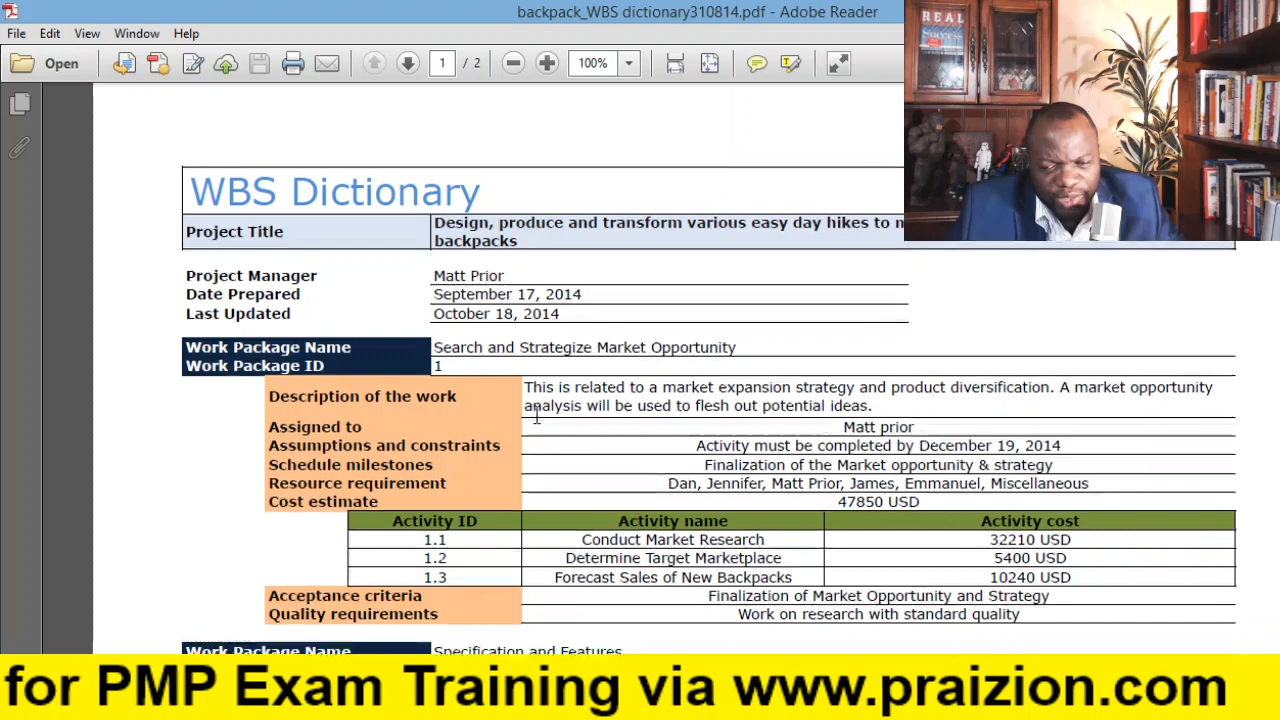 backpack_WBS dictionary310814.pdf - Adobe Reader
File Edit View Window Help
Open 1 / 2 100%
REAL
Success
WBS Dictionary
Project Title Design, produce and transform various easy day hikes to
backpacks
Project Manager Matt Prior
Date Prepared September 17, 2014
Last Updated October 18, 2014
Work Package Name Search and Strategize Market Opportunity
Work Package ID 1
Description of the work This is related to a market expansion strategy and product diversification. A market opportunity
analysis will be used to flesh out potential ideas.
Assigned to Matt prior
Assumptions and constraints Activity must be completed by December 19, 2014
Schedule milestones Finalization of the Market opportunity & strategy
Resource requirement Dan, Jennifer, Matt Prior, James, Emmanuel, Miscellaneous
Cost estimate 47850 USD
Activity ID Activity name Activity cost
1.1 Conduct Market Research 32210 USD
1.2 Determine Target Marketplace 5400 USD
1.3 Forecast Sales of New Backpacks 10240 USD
Acceptance criteria Finalization of Market Opportunity and Strategy
Quality requirements Work on research with standard quality
Work Package Name Specification and Features
for PMP Exam Training via www.praizion.com